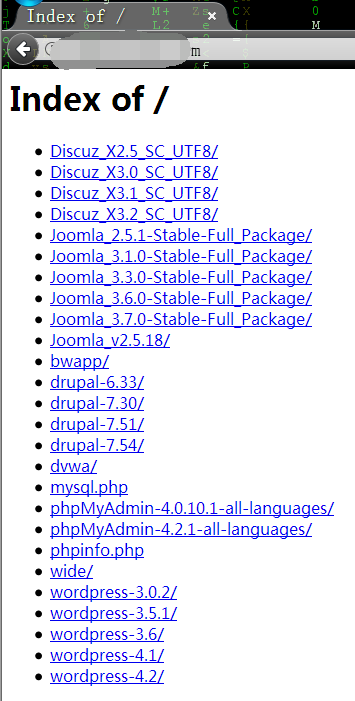 Index of /
Index of /
Discuz_X2.5_SC_UTF8/
Discuz_X3.0_SC_UTF8/
Discuz_X3.1_SC_UTF8/
Discuz_X3.2_SC_UTF8/
Joomla_2.5.1-Stable-Full_Package/
Joomla_3.1.0-Stable-Full_Package/
Joomla_3.3.0-Stable-Full_Package/
Joomla_3.6.0-Stable-Full_Package/
Joomla_3.7.0-Stable-Full_Package/
Joomla_v2.5.18/
bwapp/
drupal-6.33/
drupal-7.30/
drupal-7.51/
drupal-7.54/
dvwa/
mysql.php
phpMyAdmin-4.0.10.1-all-languages/
phpMyAdmin-4.2.1-all-languages/
phpinfo.php
wide/
wordpress-3.0.2/
wordpress-3.5.1/
wordpress-3.6/
wordpress-4.1/
wordpress-4.2/